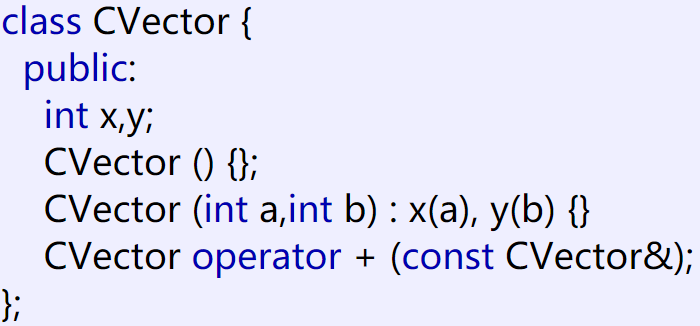 class CVector {
public:
int x,y;
CVector () {};
CVector (int a,int b) : x(a), y(b) {}
CVector operator + (const CVector&);
};